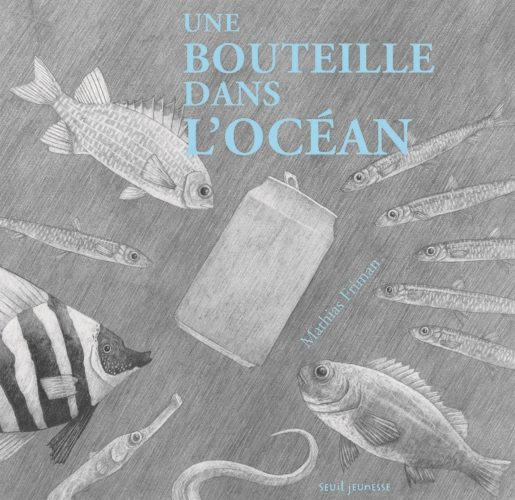 UNE
BOUTEILLE
DANS
L'OCÉAN
Mathias Friman
SEUIL JEUNESSE